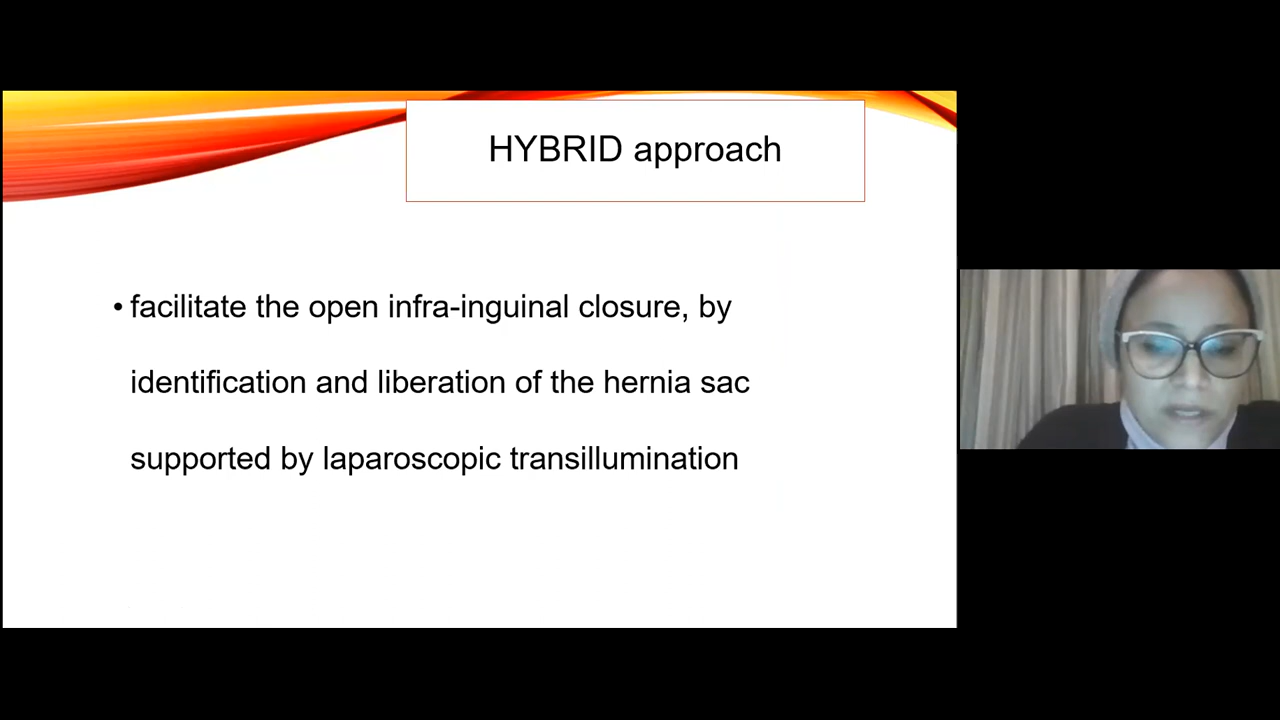 HYBRID approach
• facilitate the open infra-inguinal closure, by
identification and liberation of the hernia sac
supported by laparoscopic transillumination